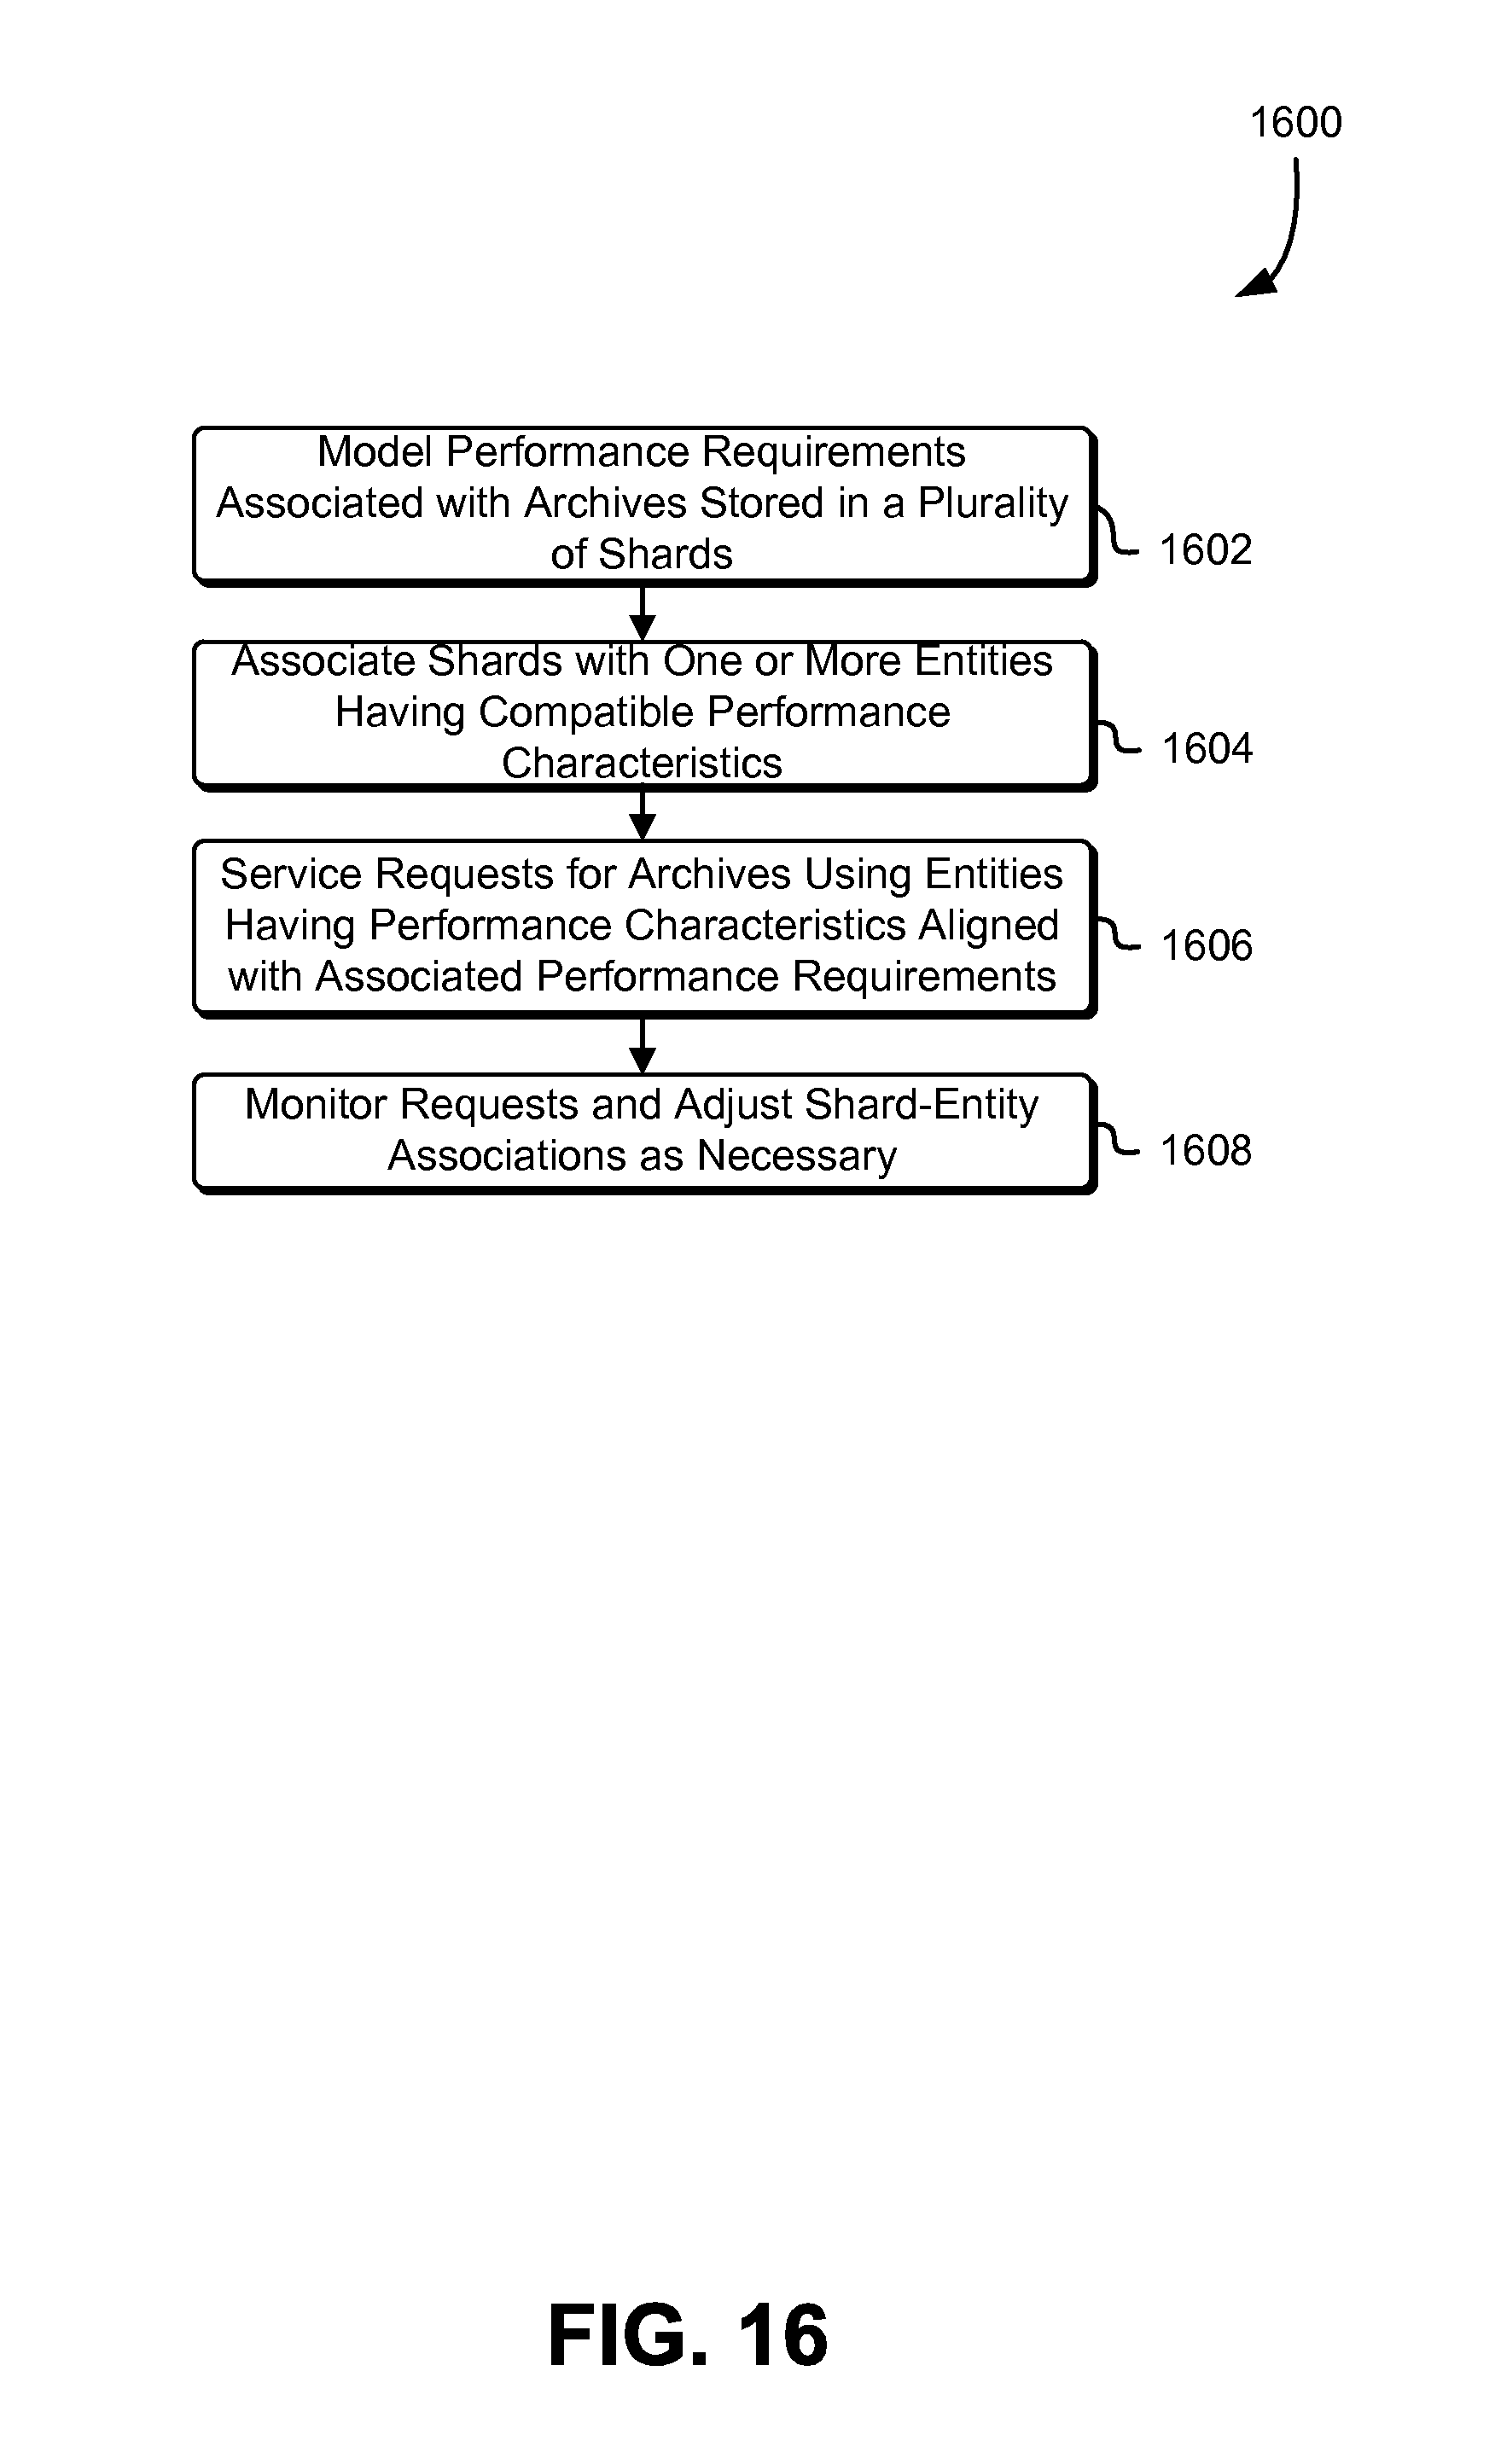 1600
Model Performance Requirements
Associated with Archives Stored in a Plurality
of Shards
1602
Associate Shards with One or More Entities
Having Compatible Performance
Characteristics
1604
Service Requests for Archives Using Entities
Having Performance Characteristics Aligned
with Associated Performance Requirements
1606
Monitor Requests and Adjust Shard-Entity
Associations as Necessary
1608
FIG. 16